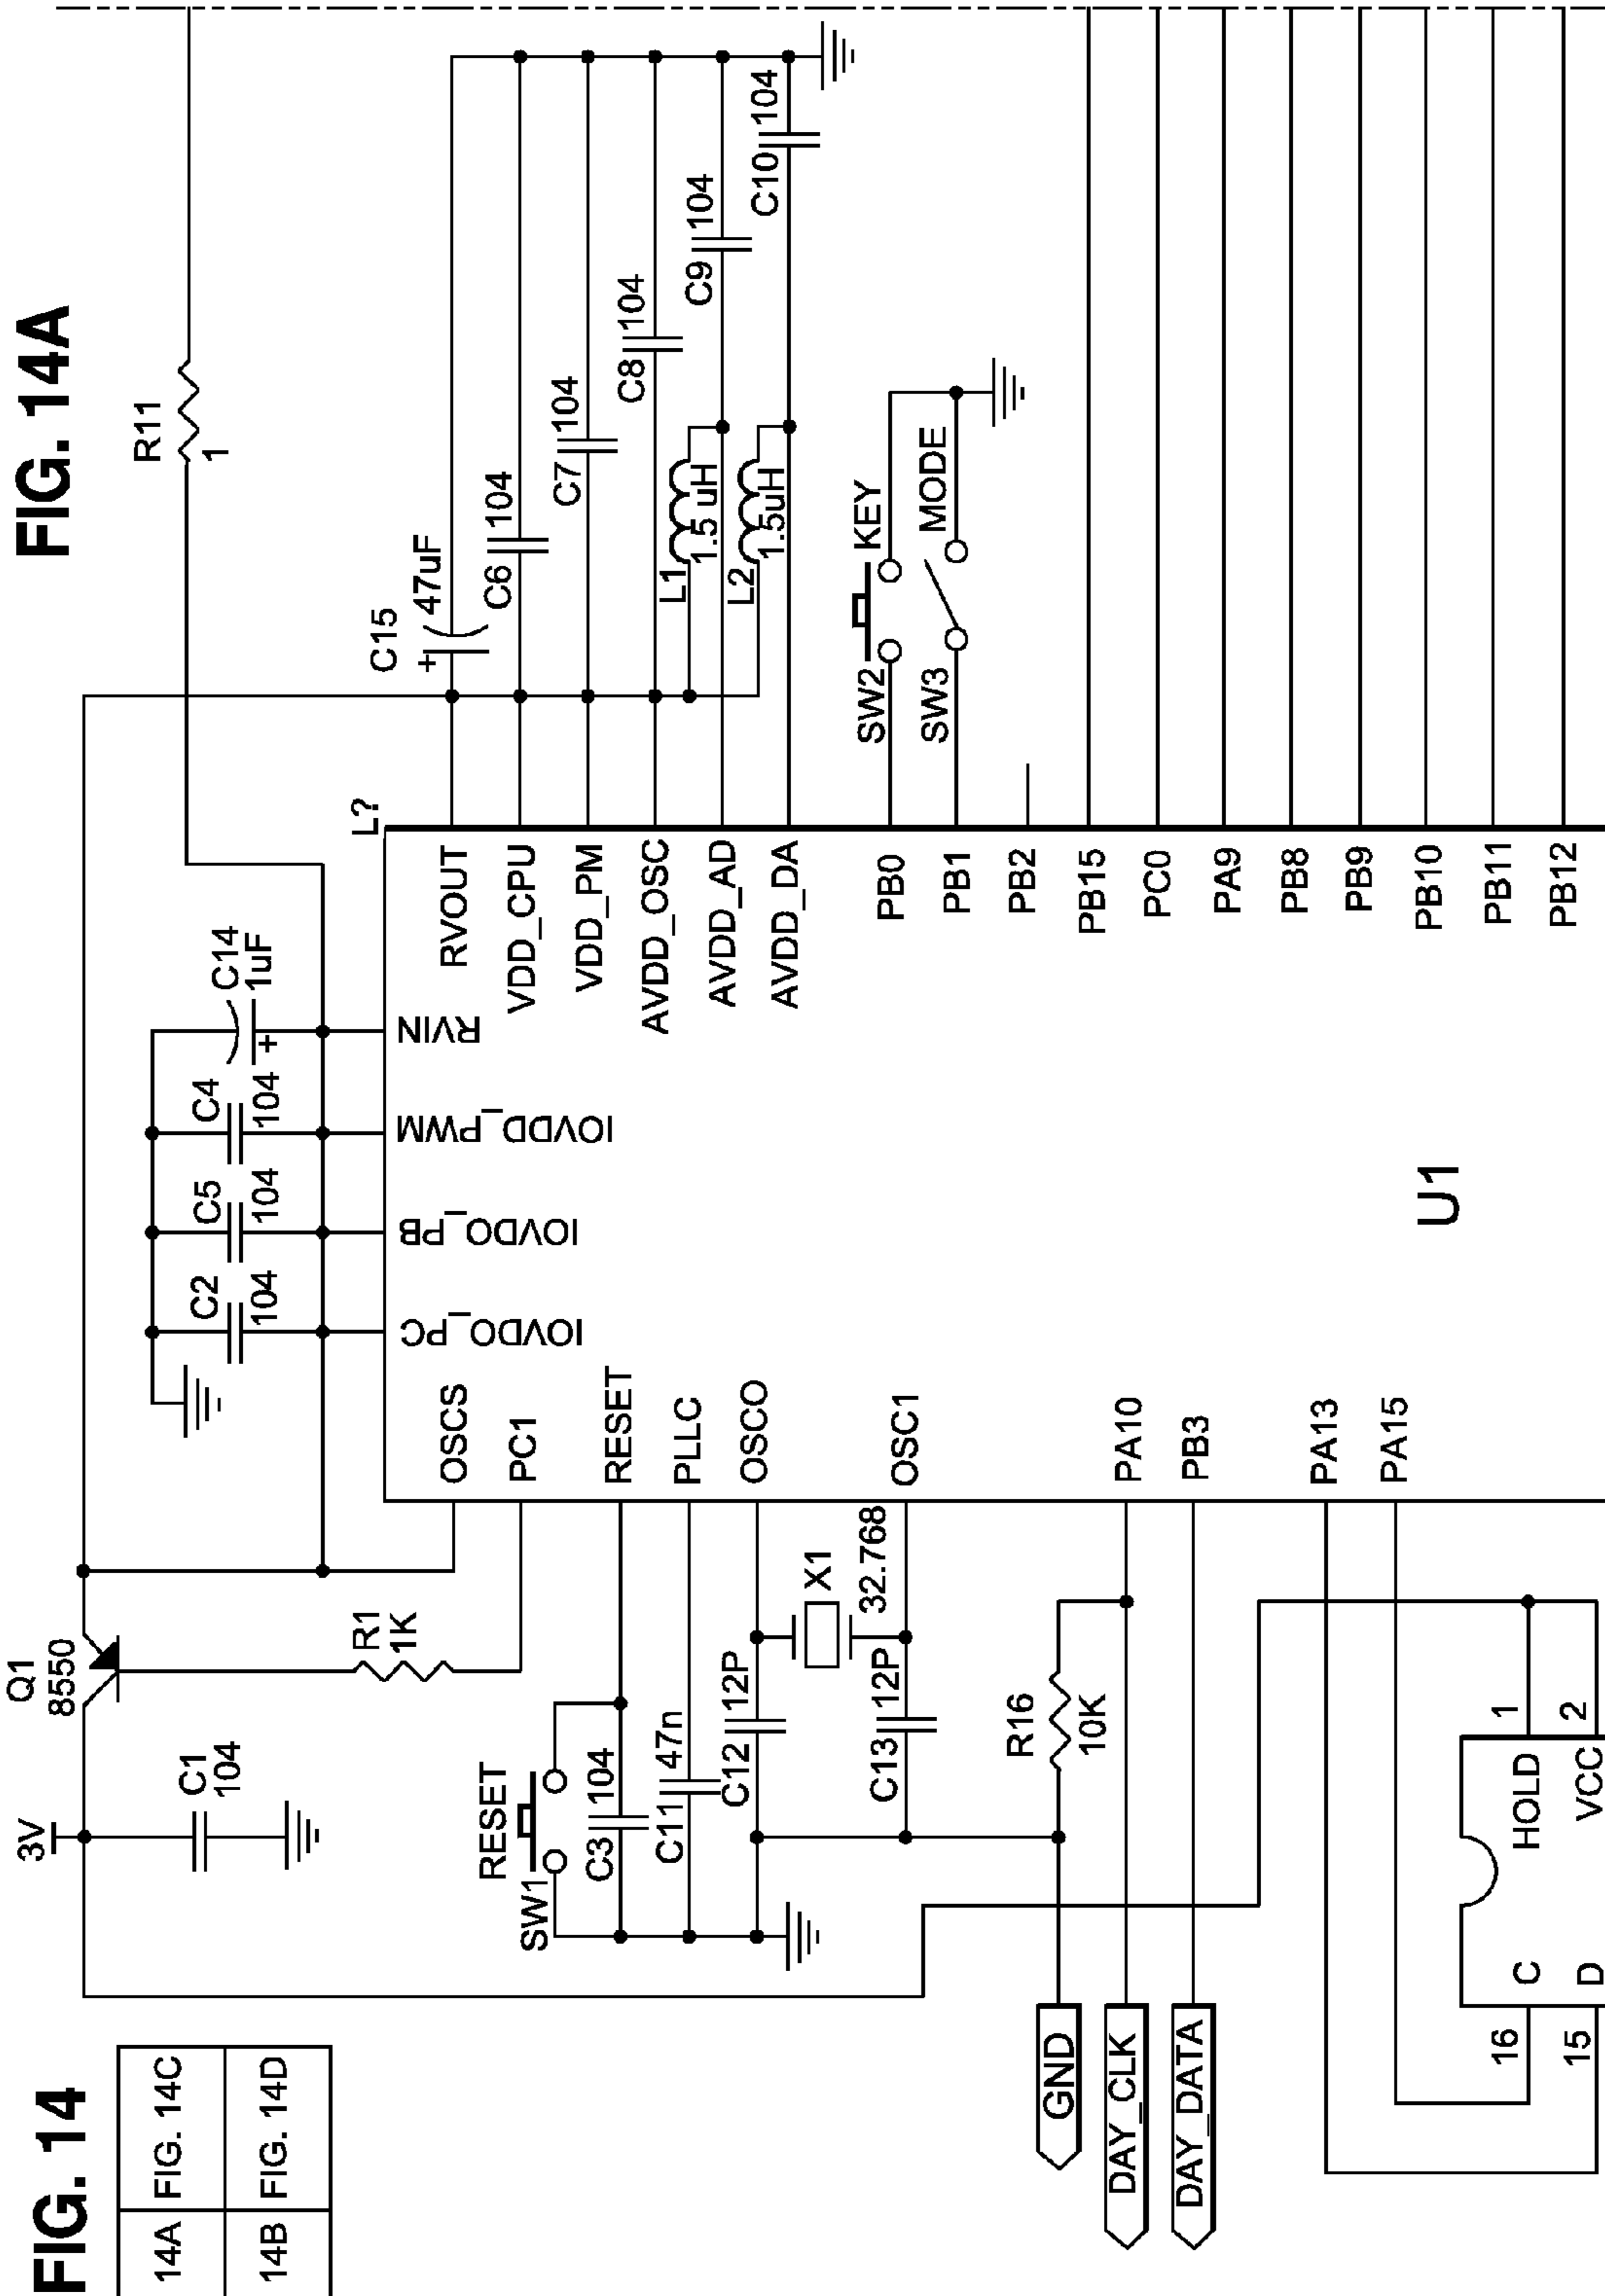 FIG. 14
14A FIG. 14C
14B FIG. 14D
FIG. 14A
3V
C1
104
Q1
8550
R1
1K
C2
104
C5
104
C4
104
C14
1uF
+
R11
1
L?
C15
+
47uF
C6
104
C7
104
C8
104
C9
104
C10
104
L1
1.5 uH
L2
1.5uH
SW2
KEY
SW3
MODE
RVIN
IOVDD_PWM
IOVDO_PB
IOVDO_PC
RVOUT
VDD_CPU
VDD_PM
AVDD_OSC
AVDD_AD
AVDD_DA
PB0
PB1
PB2
PB15
PC0
PA9
PB8
PB9
PB10
PB11
PB12
U1
OSCS
PC1
RESET
PLLC
OSCO
OSC1
PA10
PB3
PA13
PA15
RESET
SW1
C3
104
C11
47n
C12
12P
X1
32.768
C13
12P
R16
10K
GND
DAY_CLK
DAY_DATA
16
C
HOLD
1
15
D
VCC
2